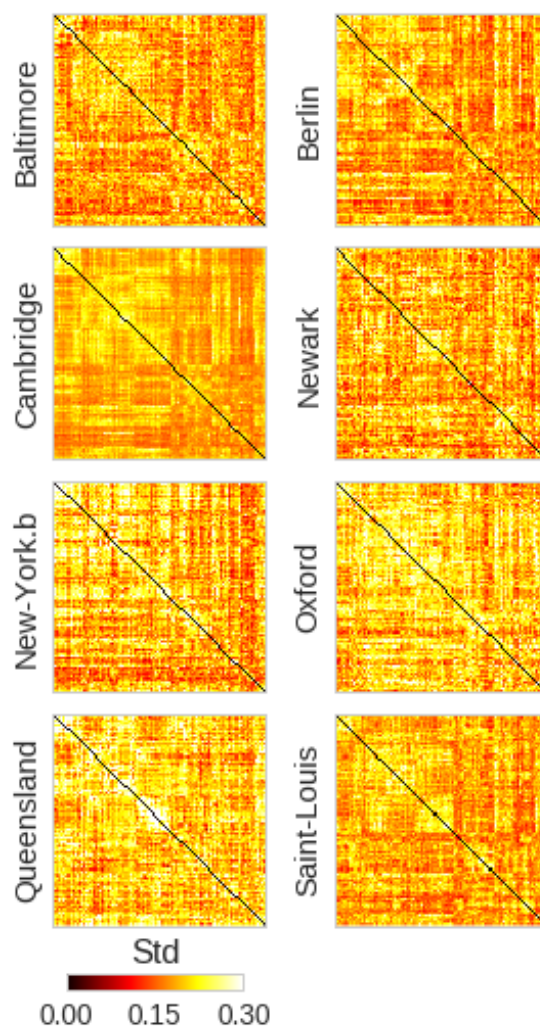 Baltimore
Berlin
Cambridge
Newark
New-York.b
Oxford
Queensland
Saint-Louis
Std
0.00 0.15 0.30